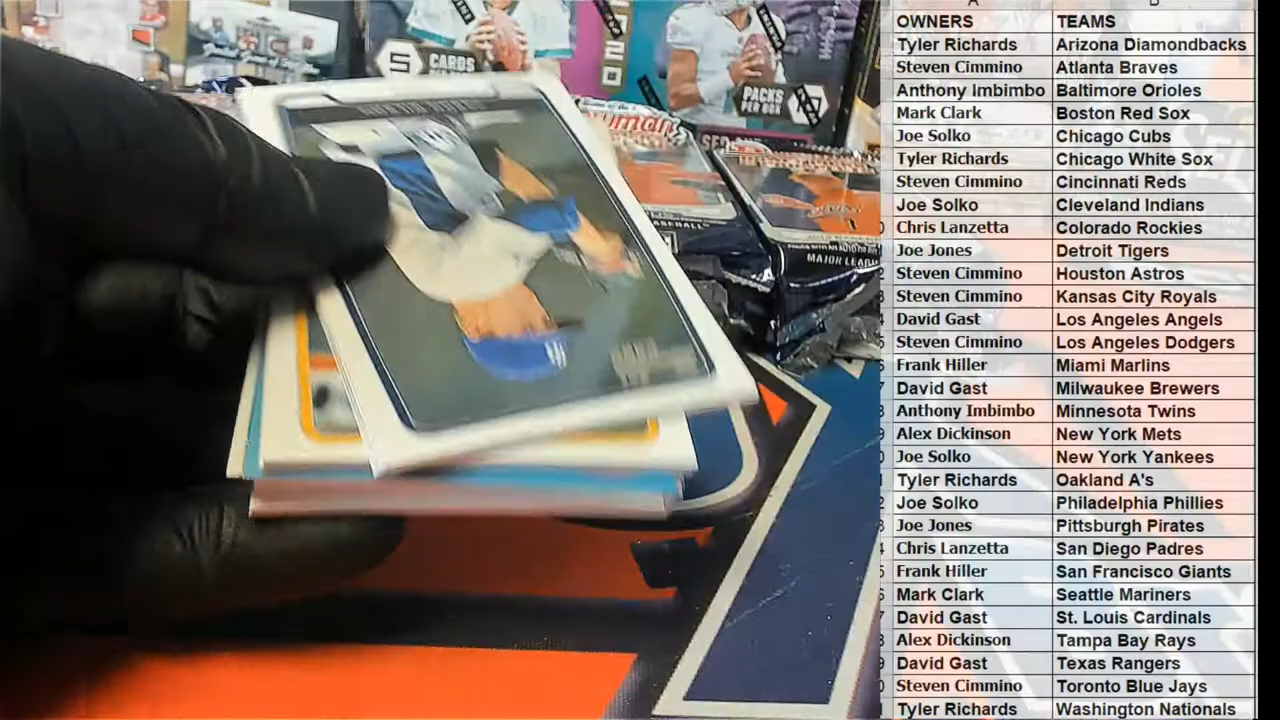 A B
OWNERS TEAMS
Tyler Richards Arizona Diamondbacks
Steven Cimmino Atlanta Braves
Anthony Imbimbo Baltimore Orioles
Mark Clark Boston Red Sox
Joe Solko Chicago Cubs
Tyler Richards Chicago White Sox
Steven Cimmino Cincinnati Reds
Joe Solko Cleveland Indians
Chris Lanzetta Colorado Rockies
Joe Jones Detroit Tigers
Steven Cimmino Houston Astros
Steven Cimmino Kansas City Royals
David Gast Los Angeles Angels
Steven Cimmino Los Angeles Dodgers
Frank Hiller Miami Marlins
David Gast Milwaukee Brewers
Anthony Imbimbo Minnesota Twins
Alex Dickinson New York Mets
Joe Solko New York Yankees
Tyler Richards Oakland A's
Joe Solko Philadelphia Phillies
Joe Jones Pittsburgh Pirates
Chris Lanzetta San Diego Padres
Frank Hiller San Francisco Giants
Mark Clark Seattle Mariners
David Gast St. Louis Cardinals
Alex Dickinson Tampa Bay Rays
David Gast Texas Rangers
Steven Cimmino Toronto Blue Jays
Tyler Richards Washington Nationals
5 CARDS
PACKS
PER BOX
MAJOR LEAGU